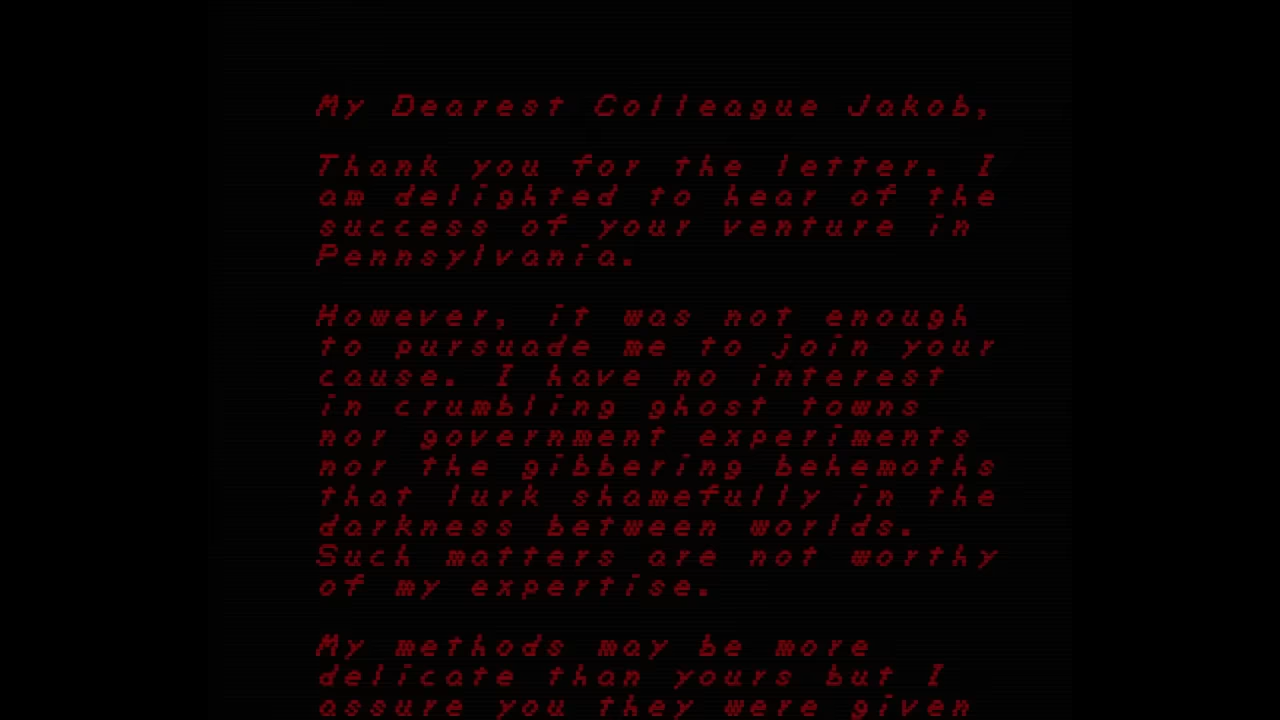 My Dearest Colleague Jakob,
Thank you for the letter. I
am delighted to hear of the
success of your venture in
Pennsylvania.
However, it was not enough
to pursuade me to join your
cause. I have no interest
in crumbling ghost towns
nor government experiments
nor the gibbering behemoths
that lurk shamefully in the
darkness between worlds.
Such matters are not worthy
of my expertise.
My methods may be more
delicate than yours but I
assure you they were given